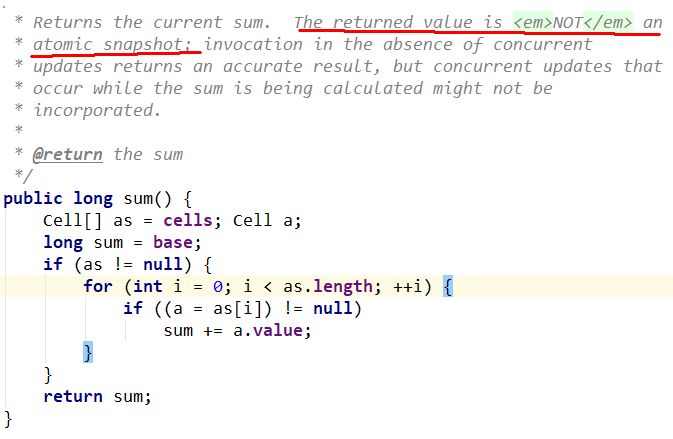 * Returns the current sum.  The returned value is <em>NOT</em> an
* atomic snapshot; invocation in the absence of concurrent
* updates returns an accurate result, but concurrent updates that
* occur while the sum is being calculated might not be
* incorporated.
*
* @return the sum
*/
public long sum() {
    Cell[] as = cells; Cell a;
    long sum = base;
    if (as != null) {
        for (int i = 0; i < as.length; ++i) {
            if ((a = as[i]) != null)
                sum += a.value;
        }
    }
    return sum;
}